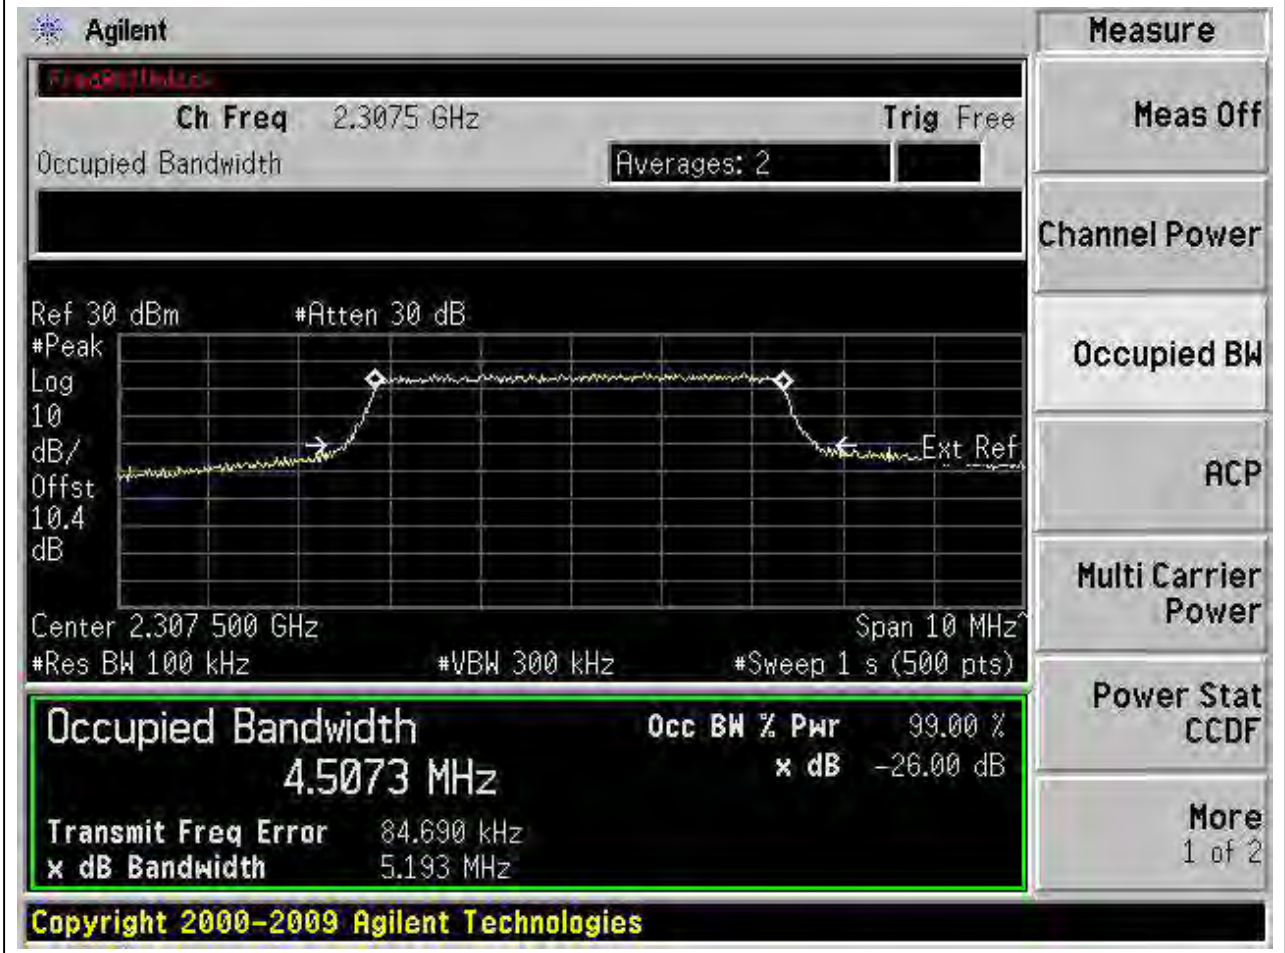 Agilent
Measure
Ch Freq 2.3075 GHz Trig Free
Meas Off
Occupied Bandwidth Averages: 2
Channel Power
Ref 30 dBm #Atten 30 dB
#Peak
Log
10
dB/
Offst
10.4
dB
Ext Ref
Occupied BW
ACP
Center 2.307 500 GHz Span 10 MHz^
#Res BW 100 kHz #VBW 300 kHz #Sweep 1 s (500 pts)
Multi Carrier
Power
Occupied Bandwidth Occ BW % Pwr 99.00 %
4.5073 MHz x dB -26.00 dB
Transmit Freq Error 84.690 kHz
x dB Bandwidth 5.193 MHz
Power Stat
CCDF
More
1 of 2
Copyright 2000-2009 Agilent Technologies